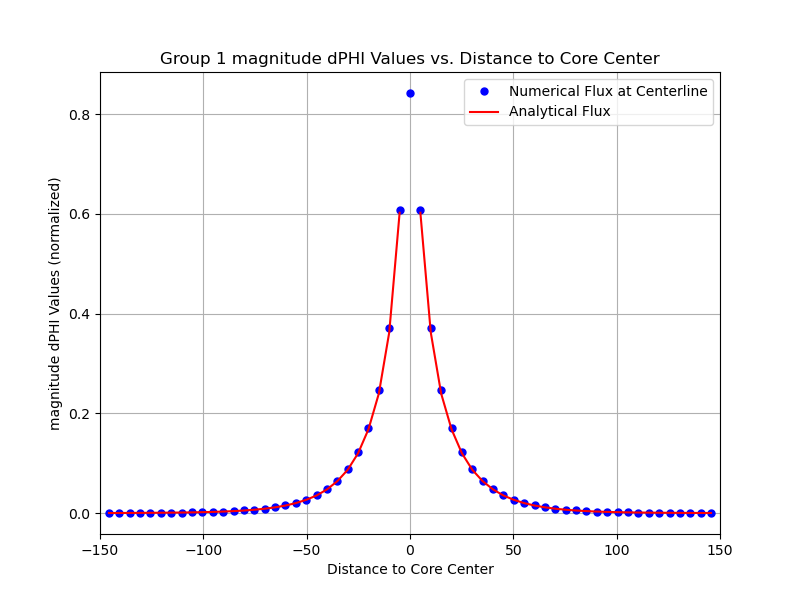 Group 1 magnitude dPHI Values vs. Distance to Core Center
Numerical Flux at Centerline
Analytical Flux
magnitude dPHI Values (normalized)
0.8
0.6
0.4
0.2
0.0
−150
−100
−50
0
50
100
150
Distance to Core Center